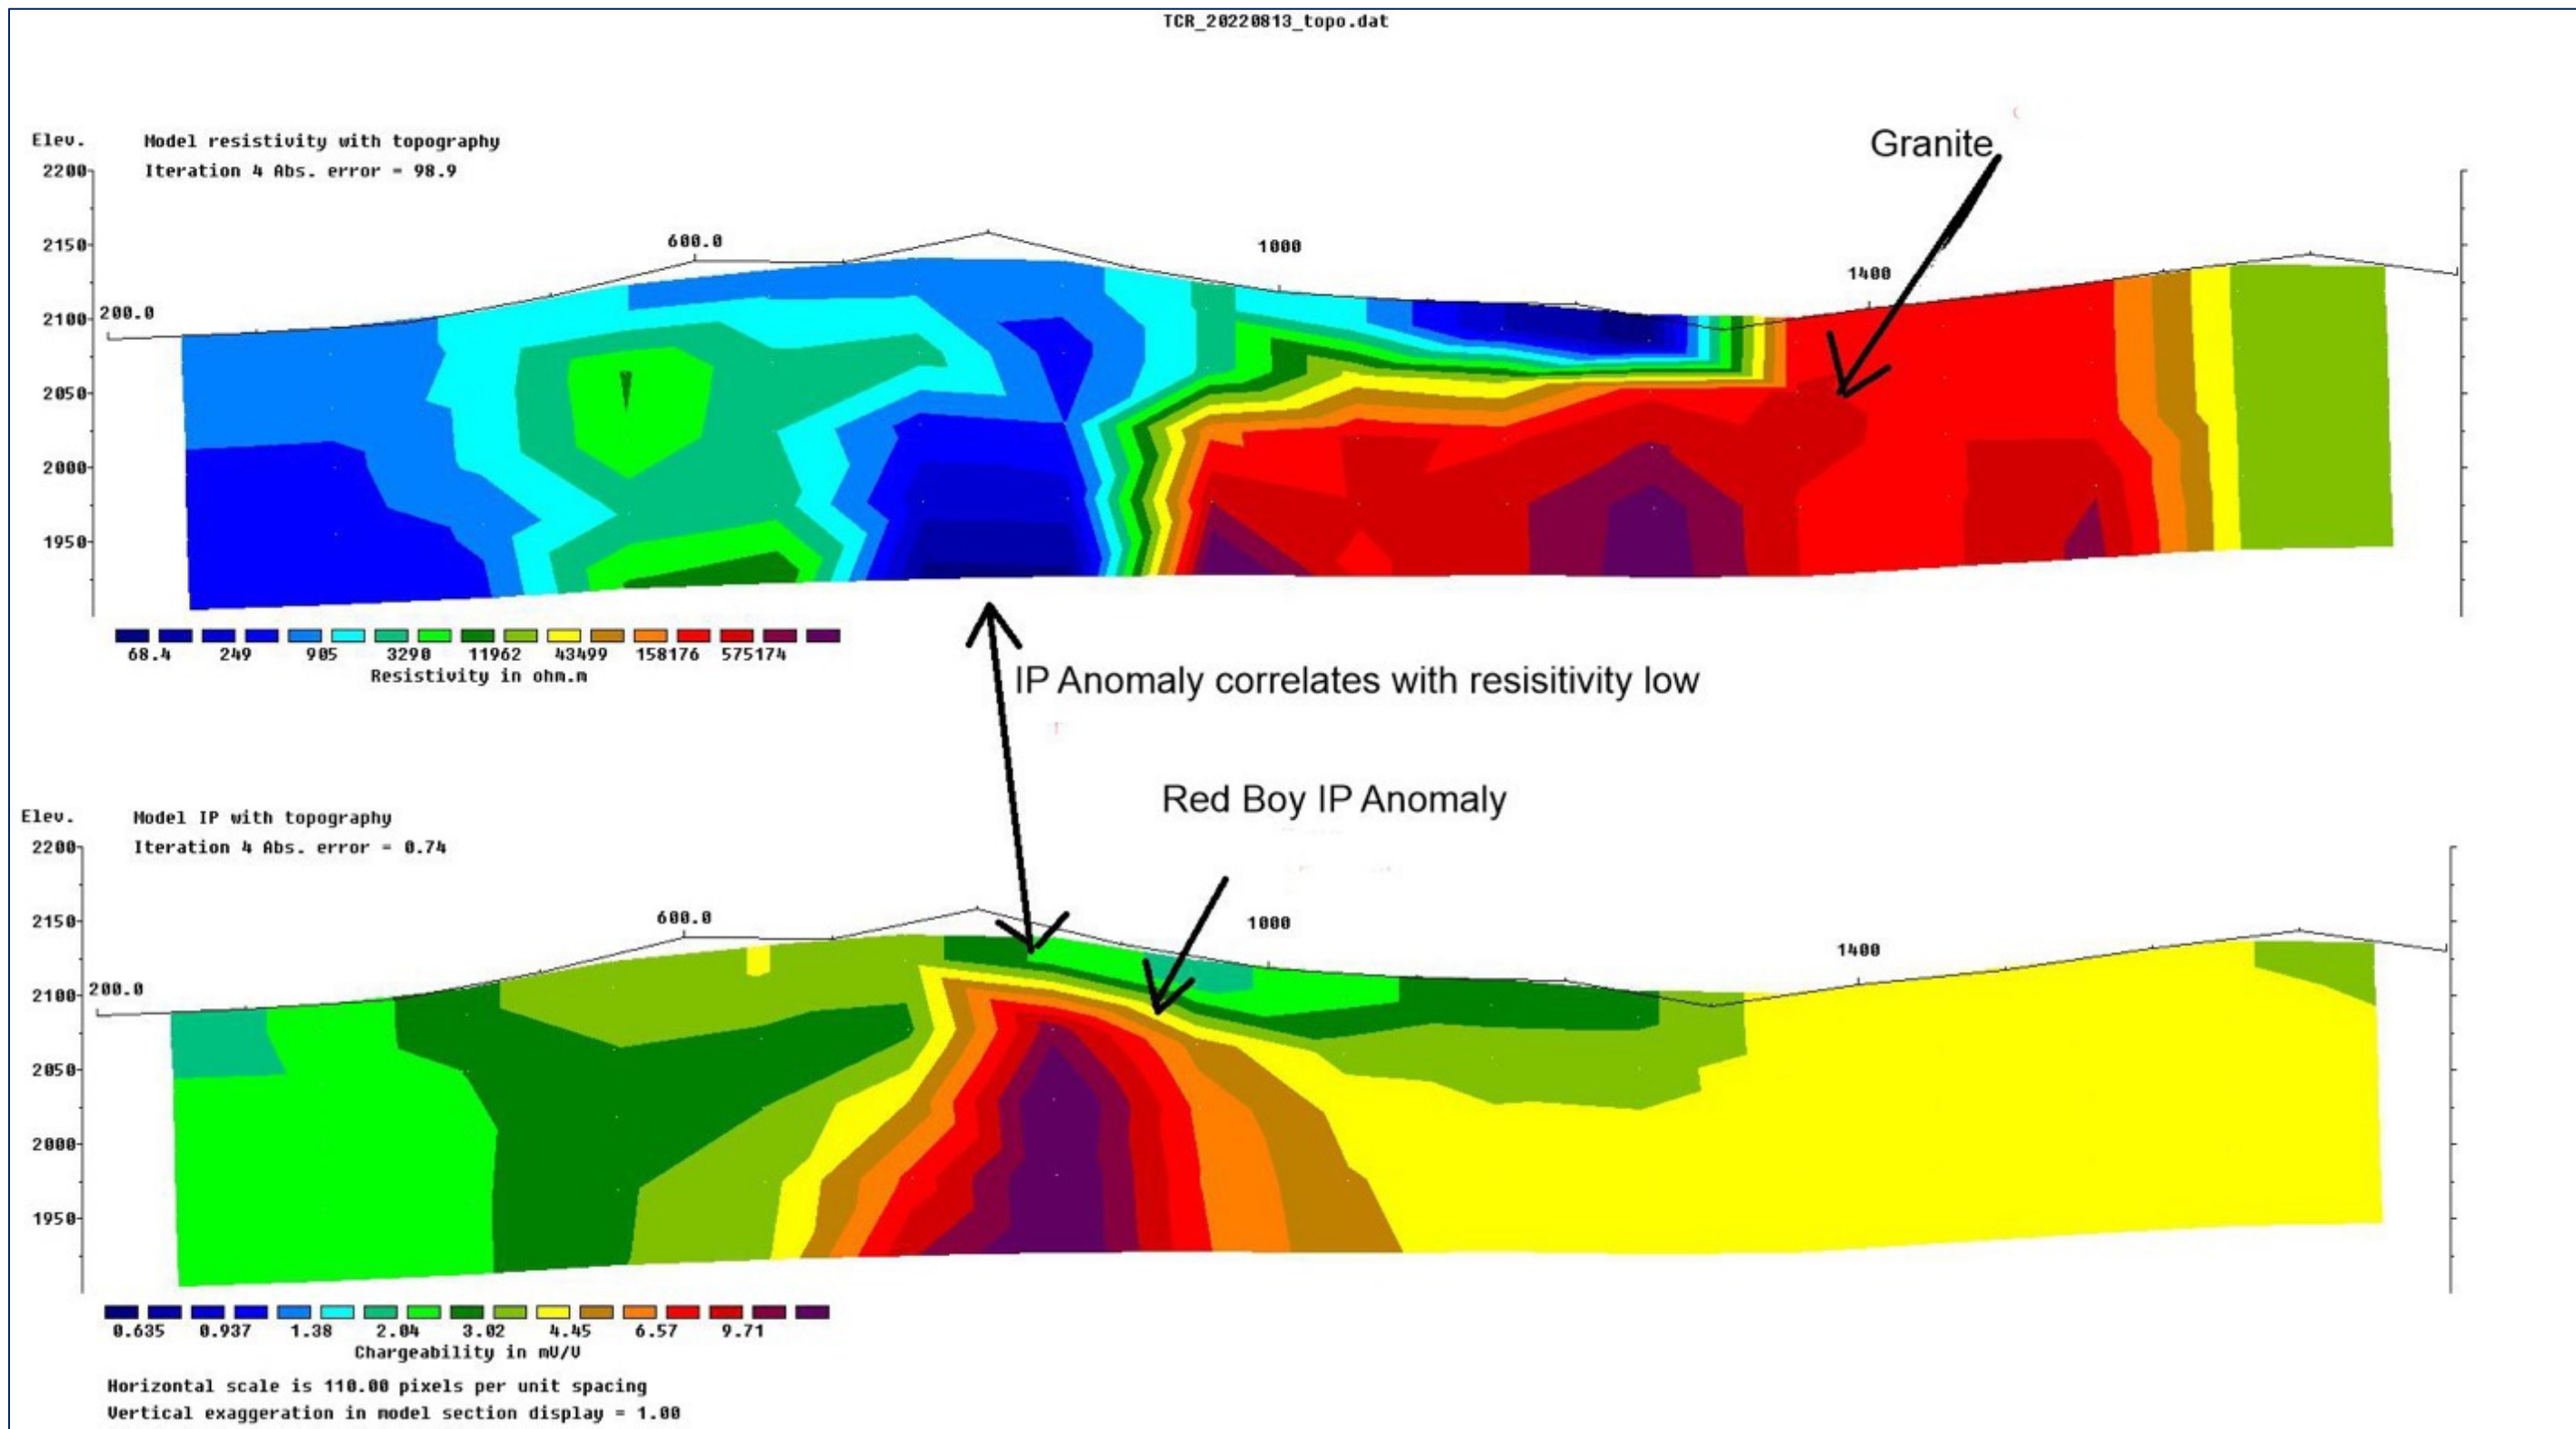 TCR_20220813_topo.dat
Granite
Elev. Model resistivity with topography
2200 Iteration 4 Abs. error = 98.9
2150 600.0 1000
1400
2100 200.0
2050
2000
1950
68.4 249 905 3290 11962 43499 158176 575174
Resistivity in ohm.m
IP Anomaly correlates with resisitivity low
Red Boy IP Anomaly
Elev. Model IP with topography
2200 Iteration 4 Abs. error = 0.74
2150 600.0 1000
1400
2100 200.0
2050
2000
1950
0.635 0.937 1.38 2.04 3.02 4.45 6.57 9.71
Chargeability in mV/V
Horizontal scale is 110.00 pixels per unit spacing
Vertical exaggeration in model section display = 1.00